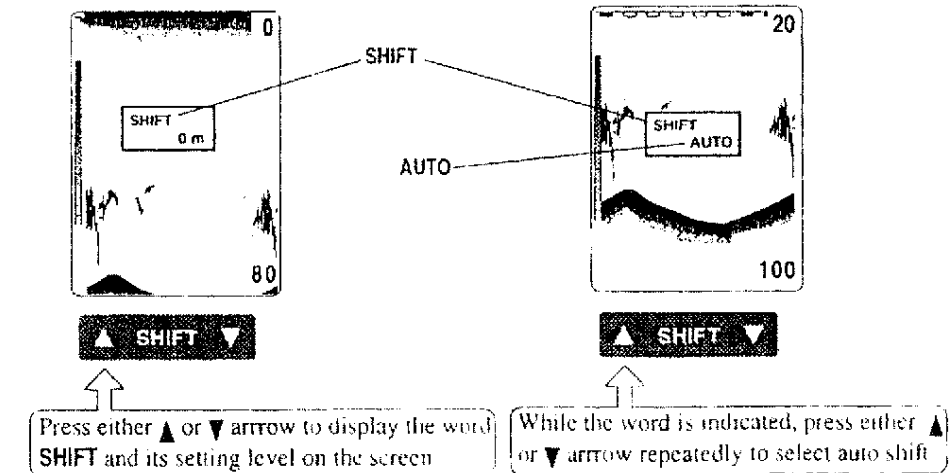 0
20
SHIFT
SHIFT
0 m
SHIFT
AUTO
AUTO
80
100
▲ SHIFT ▼
▲ SHIFT ▼
Press either ▲ or ▼ arrrow to display the word
SHIFT and its setting level on the screen
While the word is indicated, press either ▲
or ▼ arrrow repeatedly to select auto shift